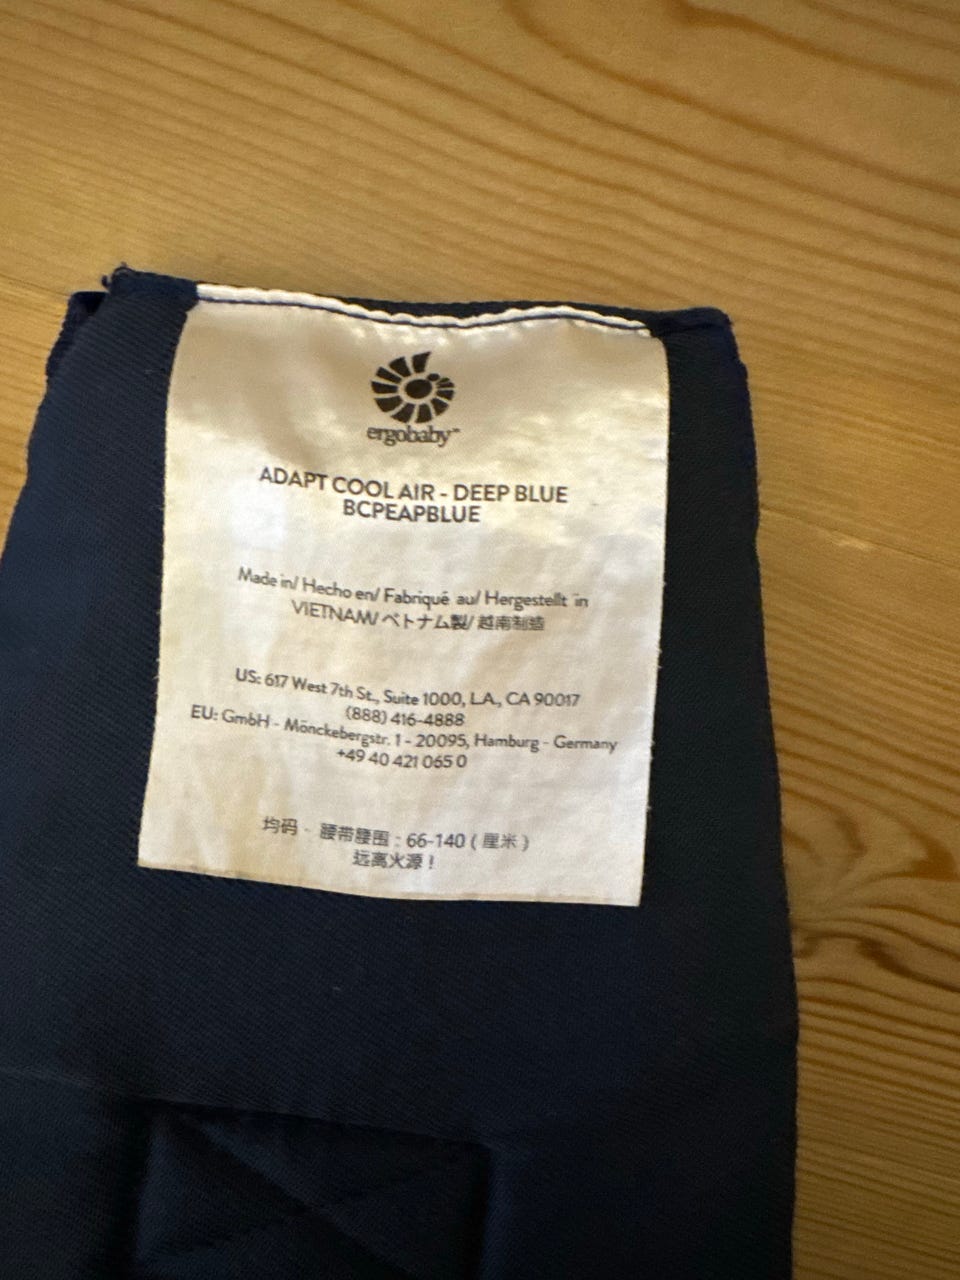 ergobaby™
ADAPT COOL AIR - DEEP BLUE
BCPEAPBLUE
Made in/ Hecho en/ Fabriqué au/ Hergestellt in
VIETNAM/ ベトナム製/ 越南制造
US: 617 West 7th St., Suite 1000, L.A., CA 90017
(888) 416-4888
EU: GmbH - Mönckebergstr. 1 - 20095, Hamburg - Germany
+49 40 421 065 0
均码 - 腰带腰围 : 66-140 ( 厘米 )
远离火源 !